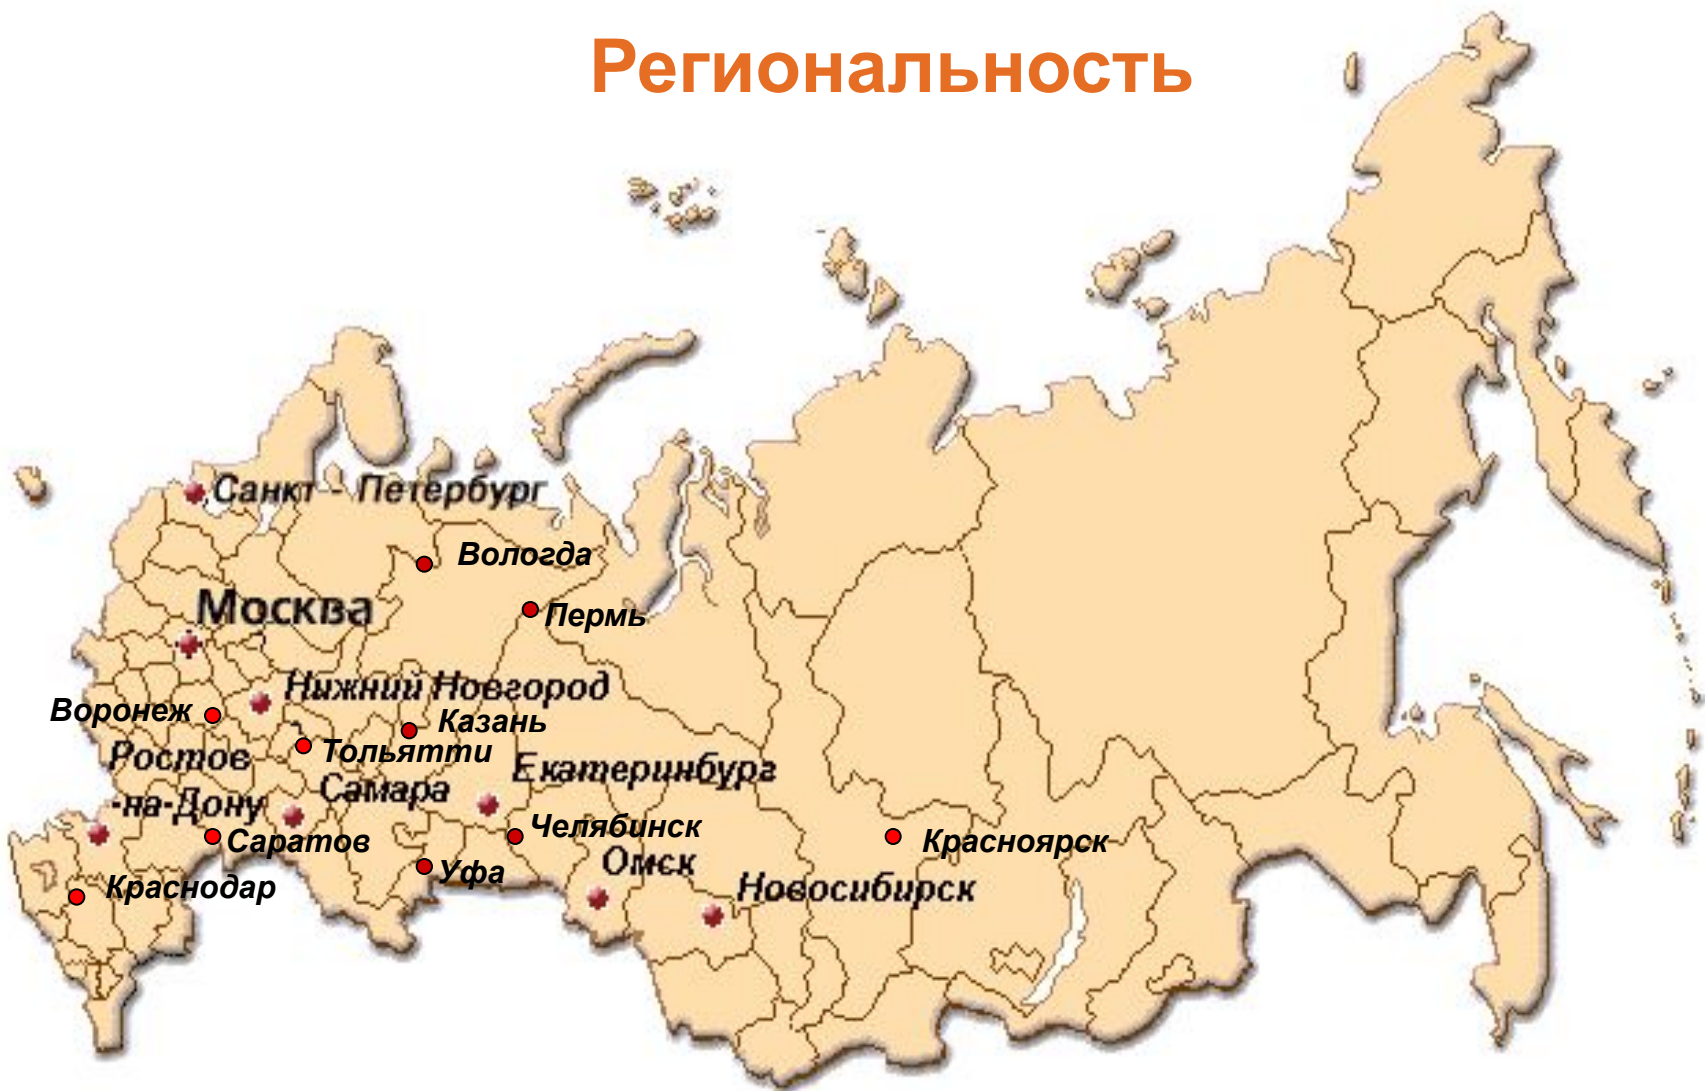 Региональность
Санкт - Петербург
Вологда
Москва
Пермь
Нижний Новгород
Воронеж
Казань
Тольятти
Ростов
-на-Дону
Екатеринбург
Самара
Саратов
Челябинск
Красноярск
Омск
Уфа
Краснодар
Новосибирск